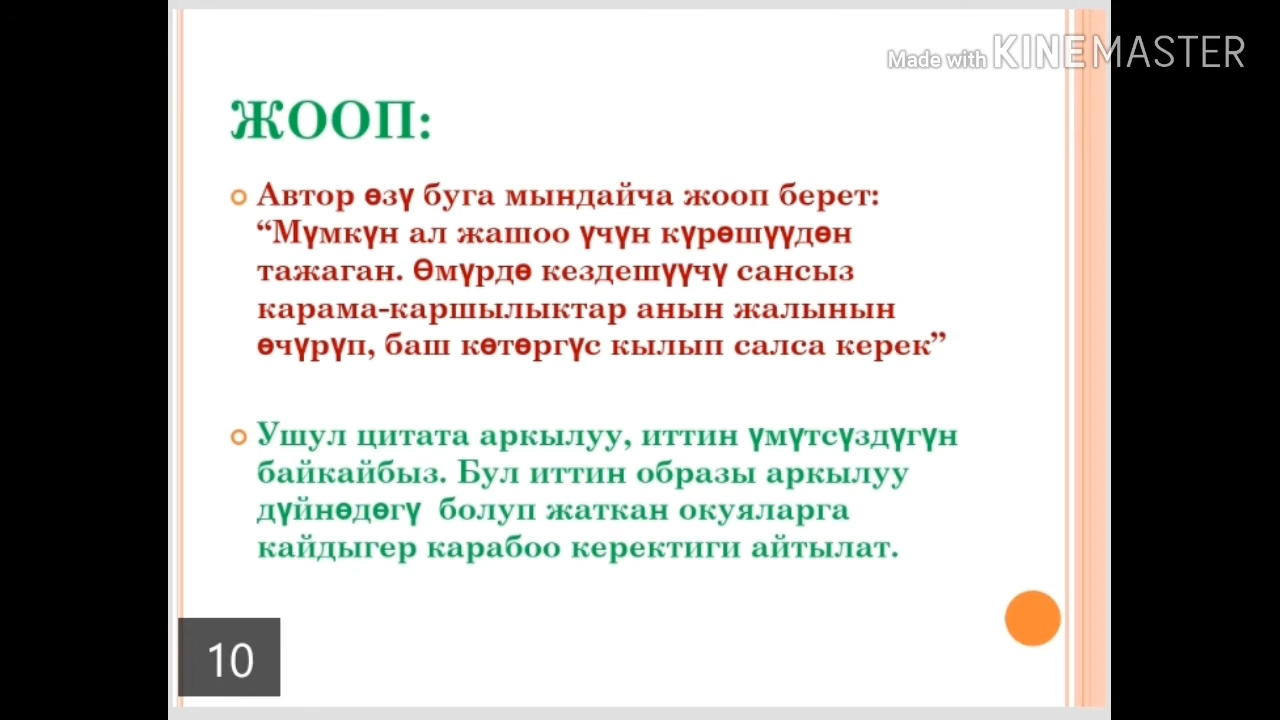 Made with KINEMASTER
ЖООП:
Автор өзү буга мындайча жооп берет:
“Мүмкүн ал жашоо үчүн күрөшүүдөн
тажаган. Өмүрдө кездешүүчү сансыз
карама-каршылыктар анын жалынын
өчүрүп, баш көтөргүс кылып салса керек”
Ушул цитата аркылуу, иттин үмүтсүздүгүн
байкайбыз. Бул иттин образы аркылуу
дүйнөдөгү болуп жаткан окуяларга
кайдыгер карабоо керектиги айтылат.
10